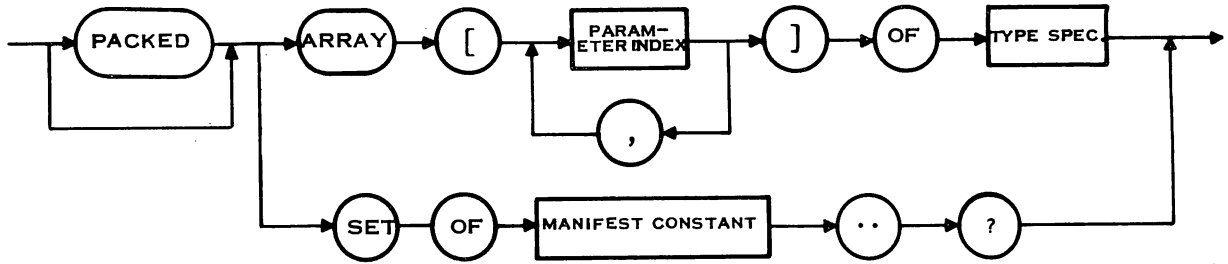 PACKED ARRAY [ PARAM-
ETER INDEX ] OF TYPE SPEC.
,
SET OF MANIFEST CONSTANT .. ?